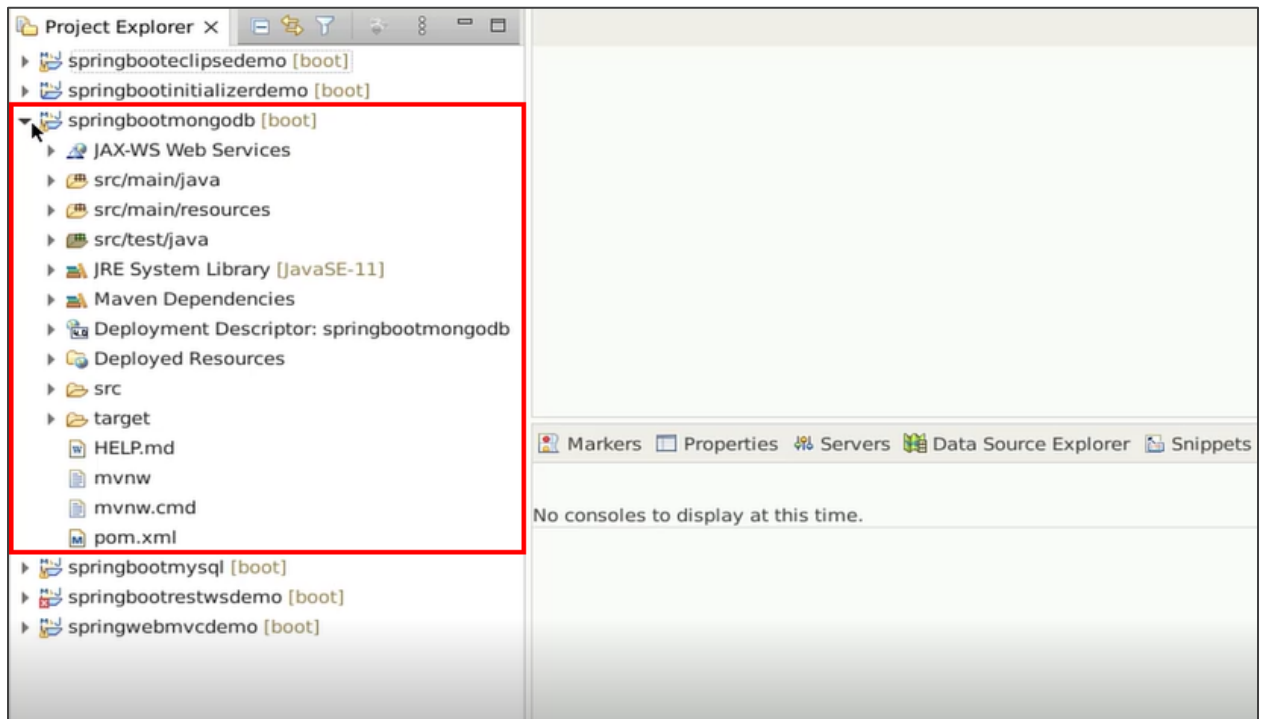 Project Explorer
springbooteclipsedemo [boot]
springbootinitializerdemo [boot]
springbootmongodb [boot]
JAX-WS Web Services
src/main/java
src/main/resources
src/test/java
JRE System Library [JavaSE-11]
Maven Dependencies
Deployment Descriptor: springbootmongodb
Deployed Resources
src
target
HELP.md
mvnw
mvnw.cmd
pom.xml
springbootmysql [boot]
springbootrestwsdemo [boot]
springwebmvcdemo [boot]
Markers Properties Servers Data Source Explorer Snippets
No consoles to display at this time.